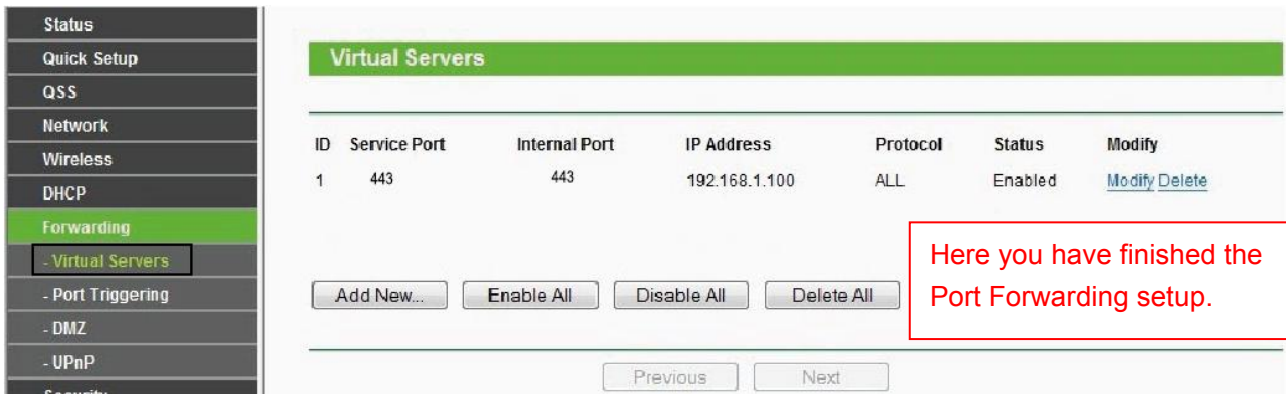 Status
Quick Setup
QSS
Network
Wireless
DHCP
Forwarding
- Virtual Servers
- Port Triggering
- DMZ
- UPnP
Security
Virtual Servers
ID Service Port Internal Port IP Address Protocol Status Modify
1 443 443 192.168.1.100 ALL Enabled Modify Delete
Add New... Enable All Disable All Delete All
Here you have finished the
Port Forwarding setup.
Previous Next